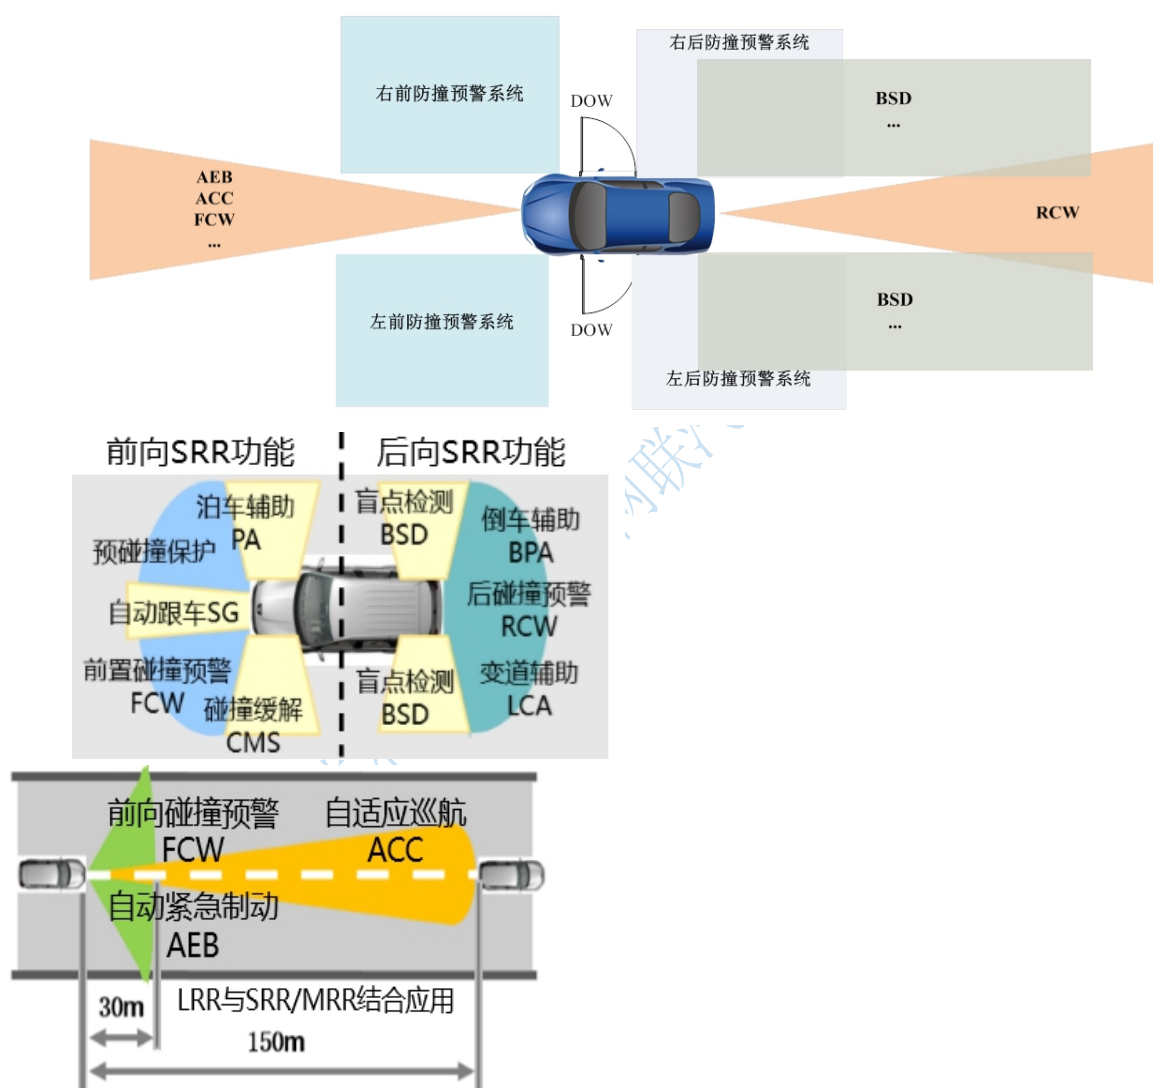 右后防撞预警系统
右前防撞预警系统
DOW
BSD
...
AEB
ACC
FCW
...
RCW
左前防撞预警系统
DOW
BSD
...
左后防撞预警系统
前向SRR功能
后向SRR功能
泊车辅助
PA
盲点检测
BSD
倒车辅助
BPA
预碰撞保护
自动跟车SG
后碰撞预警
RCW
前置碰撞预警
FCW
碰撞缓解
CMS
盲点检测
BSD
变道辅助
LCA
网联汽
前向碰撞预警
FCW
自适应巡航
ACC
自动紧急制动
AEB
30m
LRR与SRR/MRR结合应用
150m